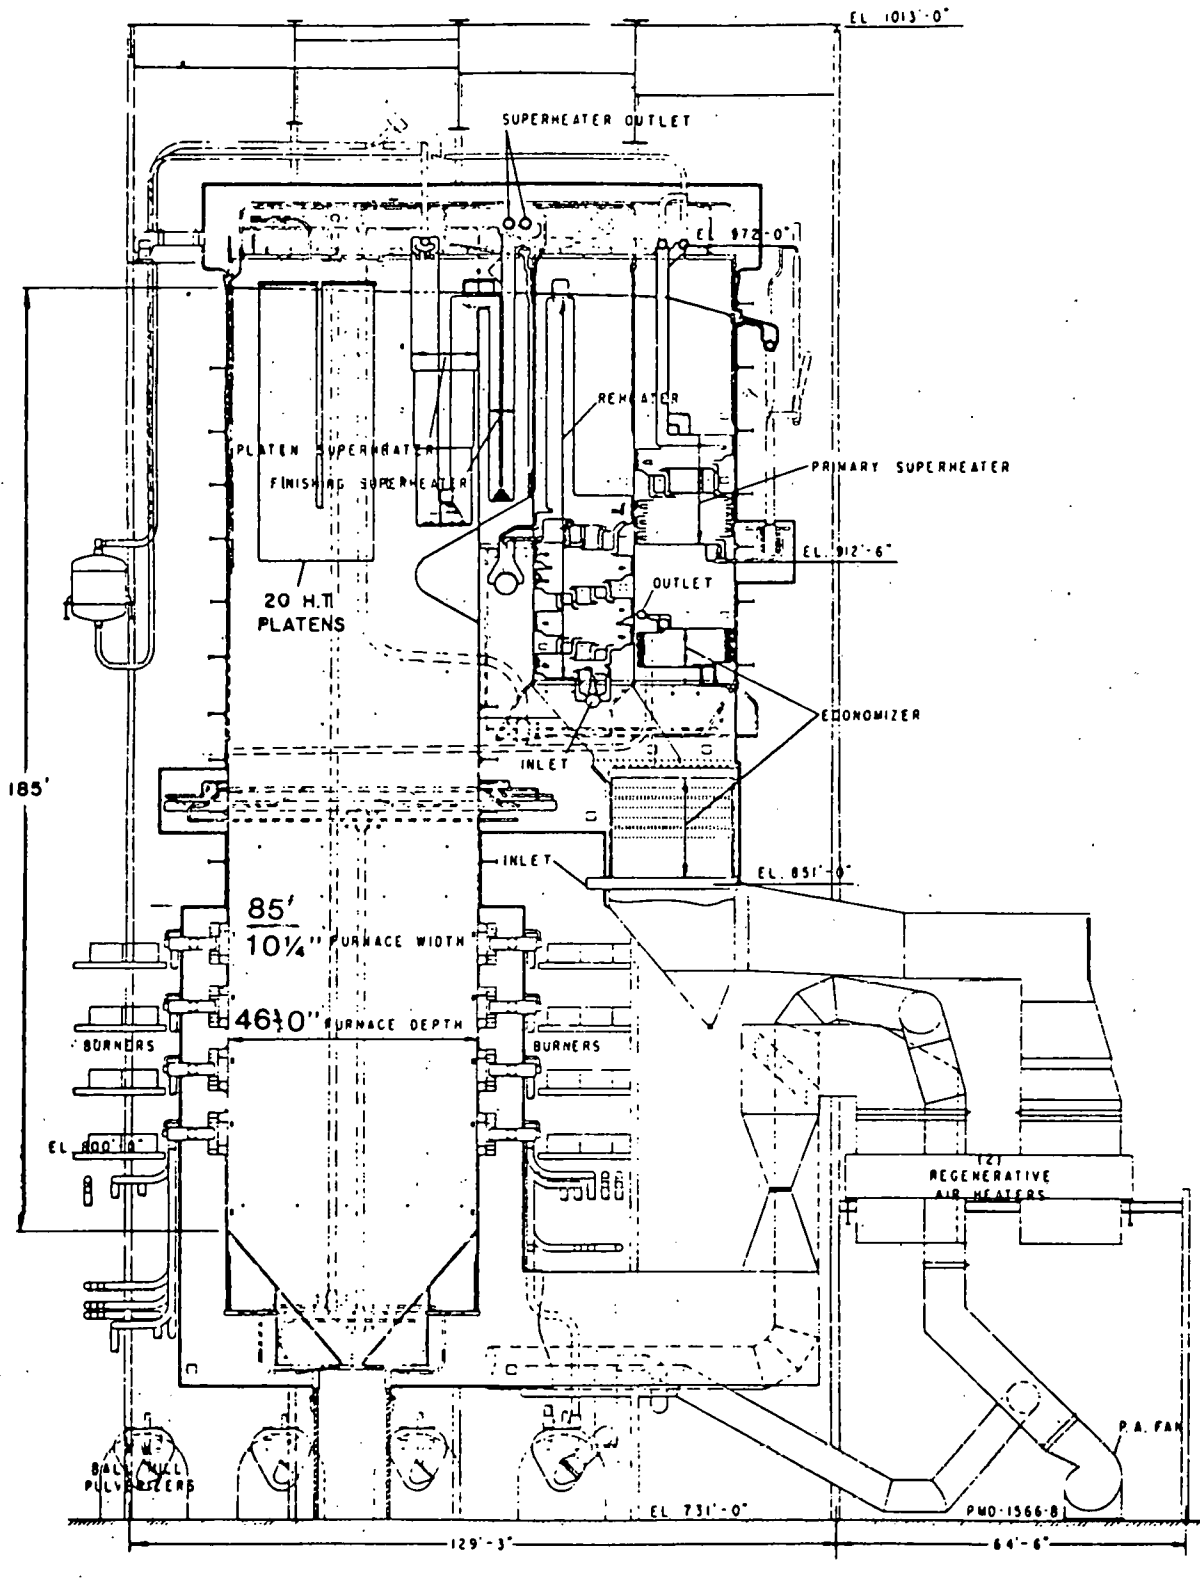 EL. 1013'-0"
SUPERHEATER OUTLET
EL 972'-0"
REHEATER
PLATEN SUPERHEATER
FINISHING SUPERHEATER
PRIMARY SUPERHEATER
EL. 912'-6"
OUTLET
20 H.T.
PLATENS
ECONOMIZER
INLET
185'
INLET
EL. 851'-0"
85'
10¼" FURNACE WIDTH
FURNACE DEPTH
BURNERS
BURNERS
EL. 800'-0"
(2)
REGENERATIVE
AIR HEATERS
P.A. FAN
BALL MILL
PULVERIZERS
EL 731'-0"
PMO-1566-8
129'-3"
64'-6"